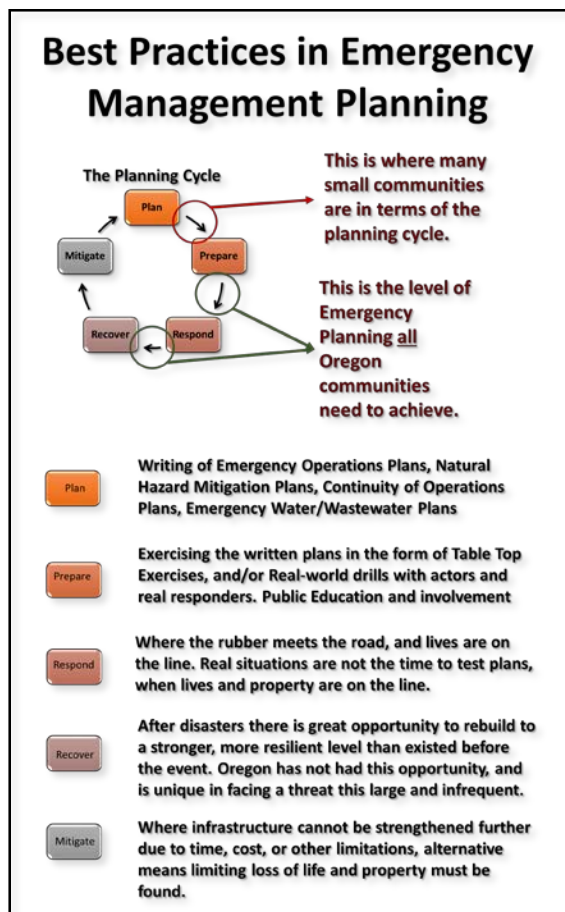 Best Practices in Emergency
Management Planning
The Planning Cycle
Plan
Prepare
Respond
Recover
Mitigate
This is where many
small communities
are in terms of the
planning cycle.
This is the level of
Emergency
Planning all
Oregon
communities
need to achieve.
Plan
Writing of Emergency Operations Plans, Natural
Hazard Mitigation Plans, Continuity of Operations
Plans, Emergency Water/Wastewater Plans
Prepare
Exercising the written plans in the form of Table Top
Exercises, and/or Real-world drills with actors and
real responders. Public Education and involvement
Respond
Where the rubber meets the road, and lives are on
the line. Real situations are not the time to test plans,
when lives and property are on the line.
Recover
After disasters there is great opportunity to rebuild to
a stronger, more resilient level than existed before
the event. Oregon has not had this opportunity, and
is unique in facing a threat this large and infrequent.
Mitigate
Where infrastructure cannot be strengthened further
due to time, cost, or other limitations, alternative
means limiting loss of life and property must be
found.